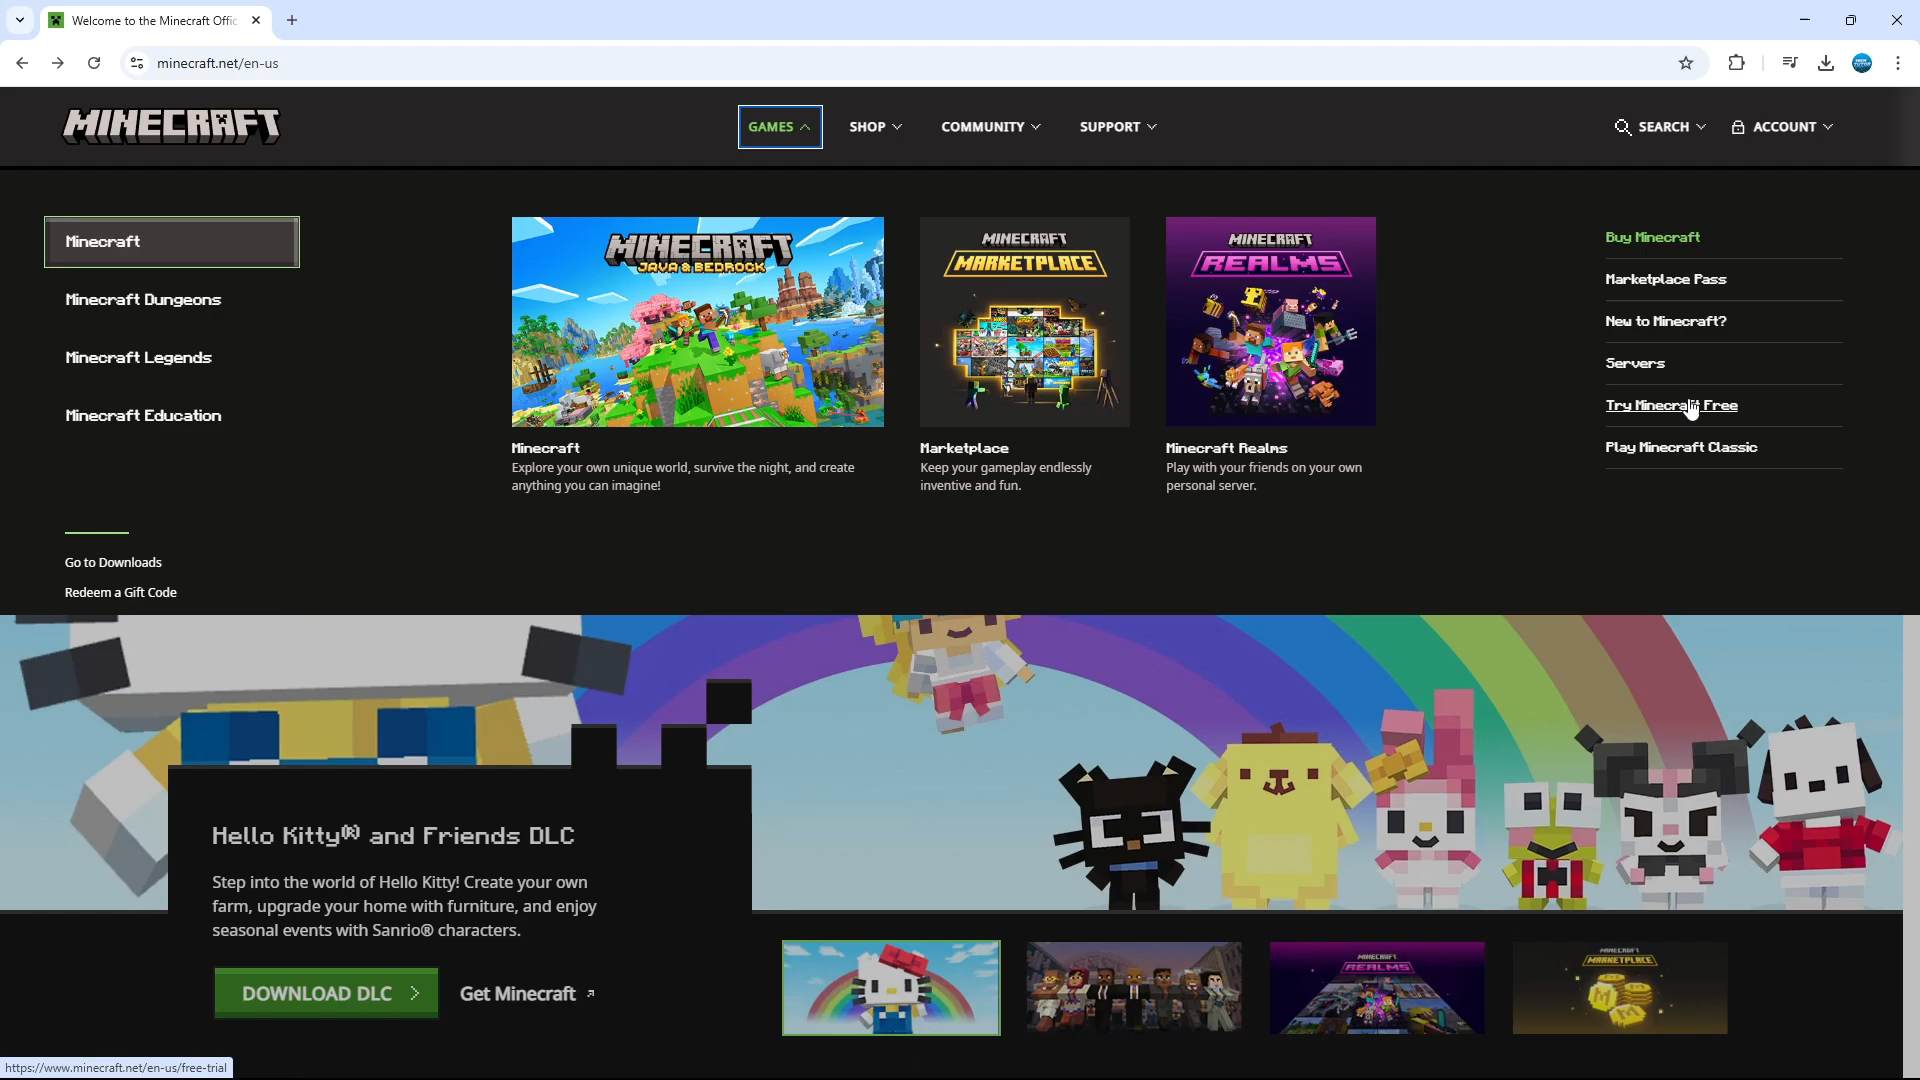 Welcome to the Minecraft Offic
minecraft.net/en-us
MINECRAFT
GAMES
SHOP
COMMUNITY
SUPPORT
SEARCH
ACCOUNT
Minecraft
Minecraft Dungeons
Minecraft Legends
Minecraft Education
Go to Downloads
Redeem a Gift Code
MINECRAFT
JAVA & BEDROCK
Minecraft
Explore your own unique world, survive the night, and create
anything you can imagine!
MINECRAFT
MARKETPLACE
Marketplace
Keep your gameplay endlessly
inventive and fun.
MINECRAFT
REALMS
Minecraft Realms
Play with your friends on your own
personal server.
Buy Minecraft
Marketplace Pass
New to Minecraft?
Servers
Try Minecraft Free
Play Minecraft Classic
Hello Kitty® and Friends DLC
Step into the world of Hello Kitty! Create your own
farm, upgrade your home with furniture, and enjoy
seasonal events with Sanrio® characters.
DOWNLOAD DLC
Get Minecraft
MINECRAFT
REALMS
MINECRAFT
MARKETPLACE
https://www.minecraft.net/en-us/free-trial